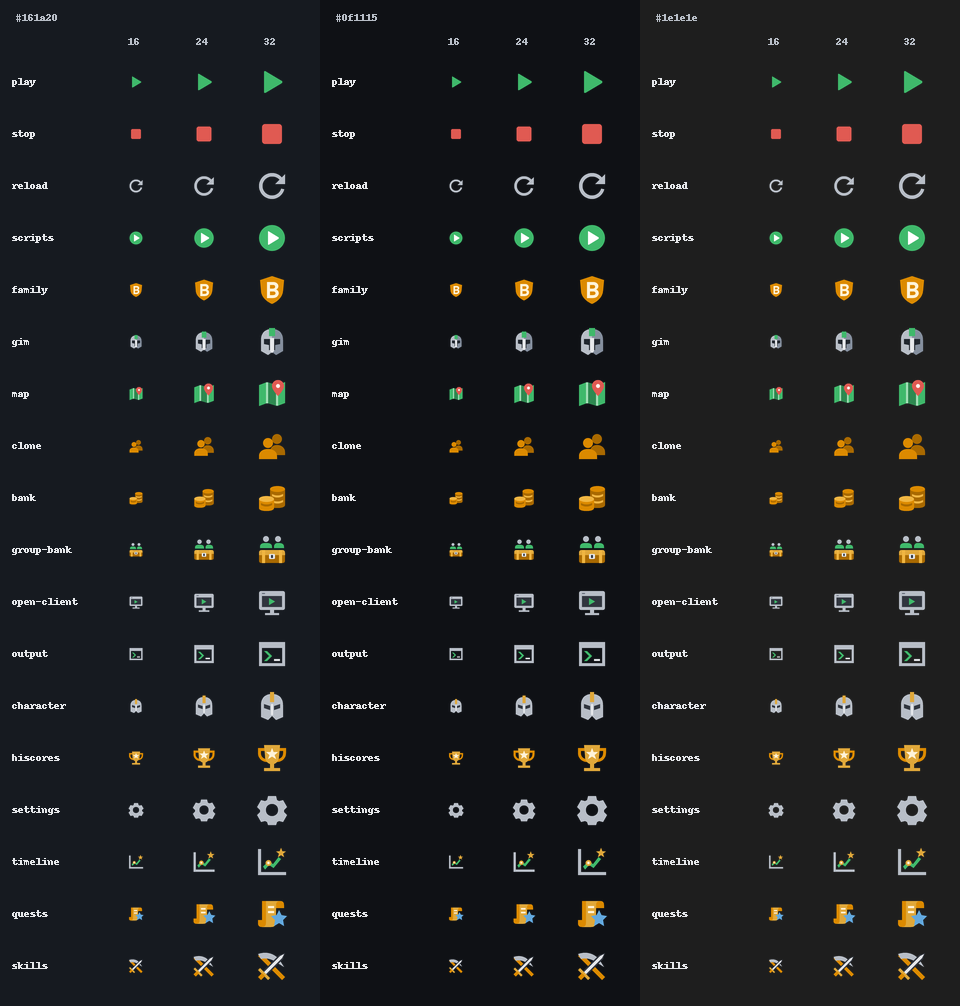 #161a20 #0f1115 #1e1e1e
16 24 32 16 24 32 16 24 32
play play play
stop stop stop
reload reload reload
scripts scripts scripts
family B B B family B B B family B B B
gim gim gim
map map map
clone clone clone
bank bank bank
group-bank group-bank group-bank
open-client open-client open-client
output output output
character character character
hiscores hiscores hiscores
settings settings settings
timeline timeline timeline
quests quests quests
skills skills skills